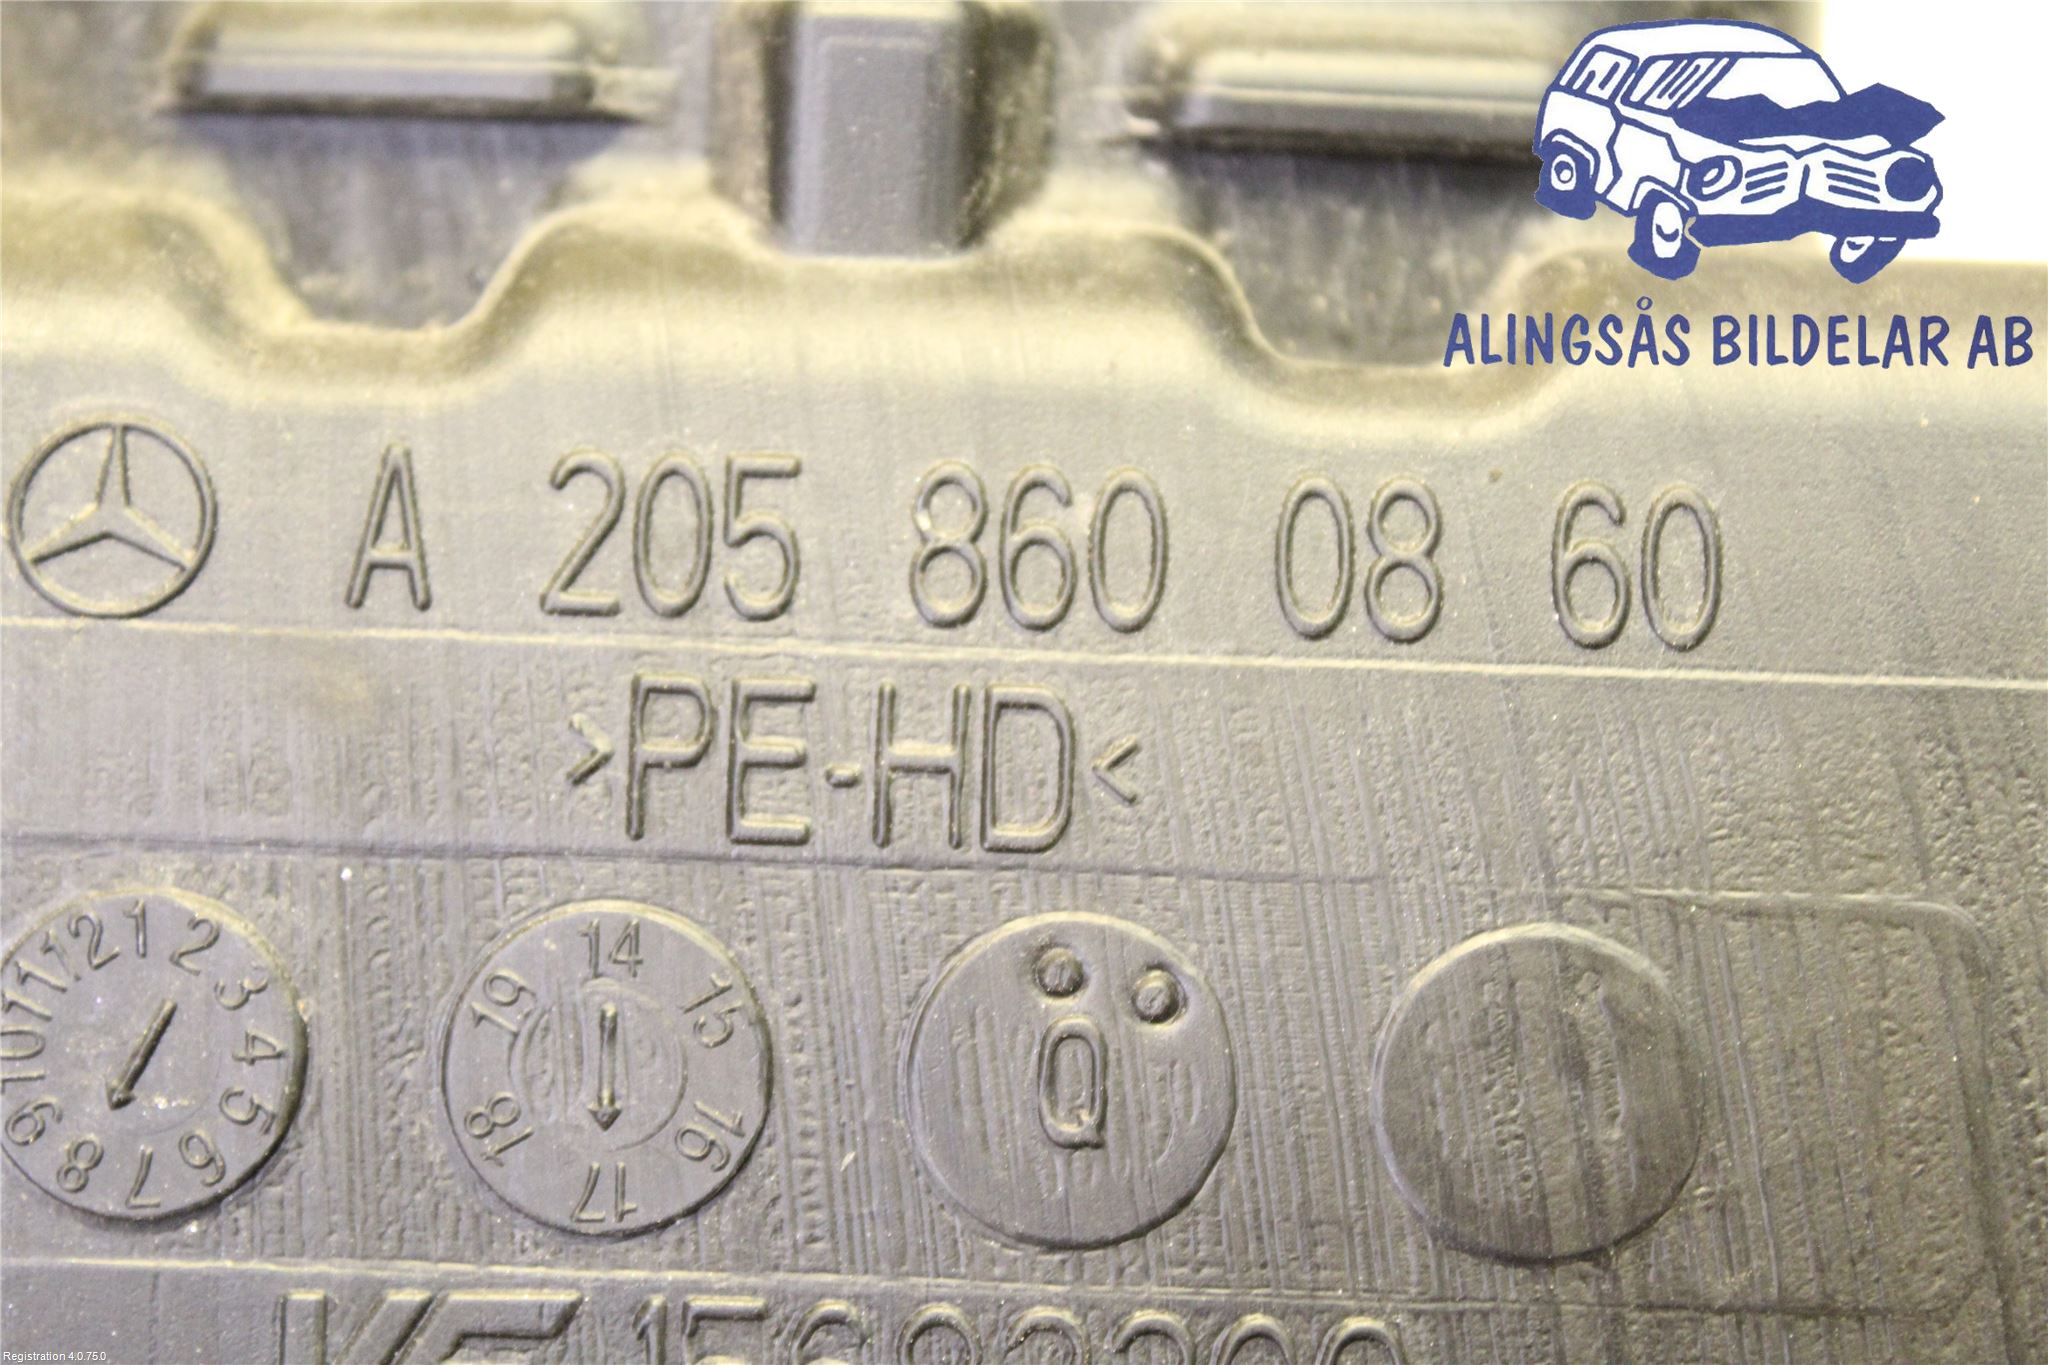 ALINGSÅS BILDELAR AB
A 205 860 08 60
>PE-HD<
1 2 3 4 5 6 7 8 9 10 11 12
14 15 16 17 18 19
Q
Registration 4.0.75.0